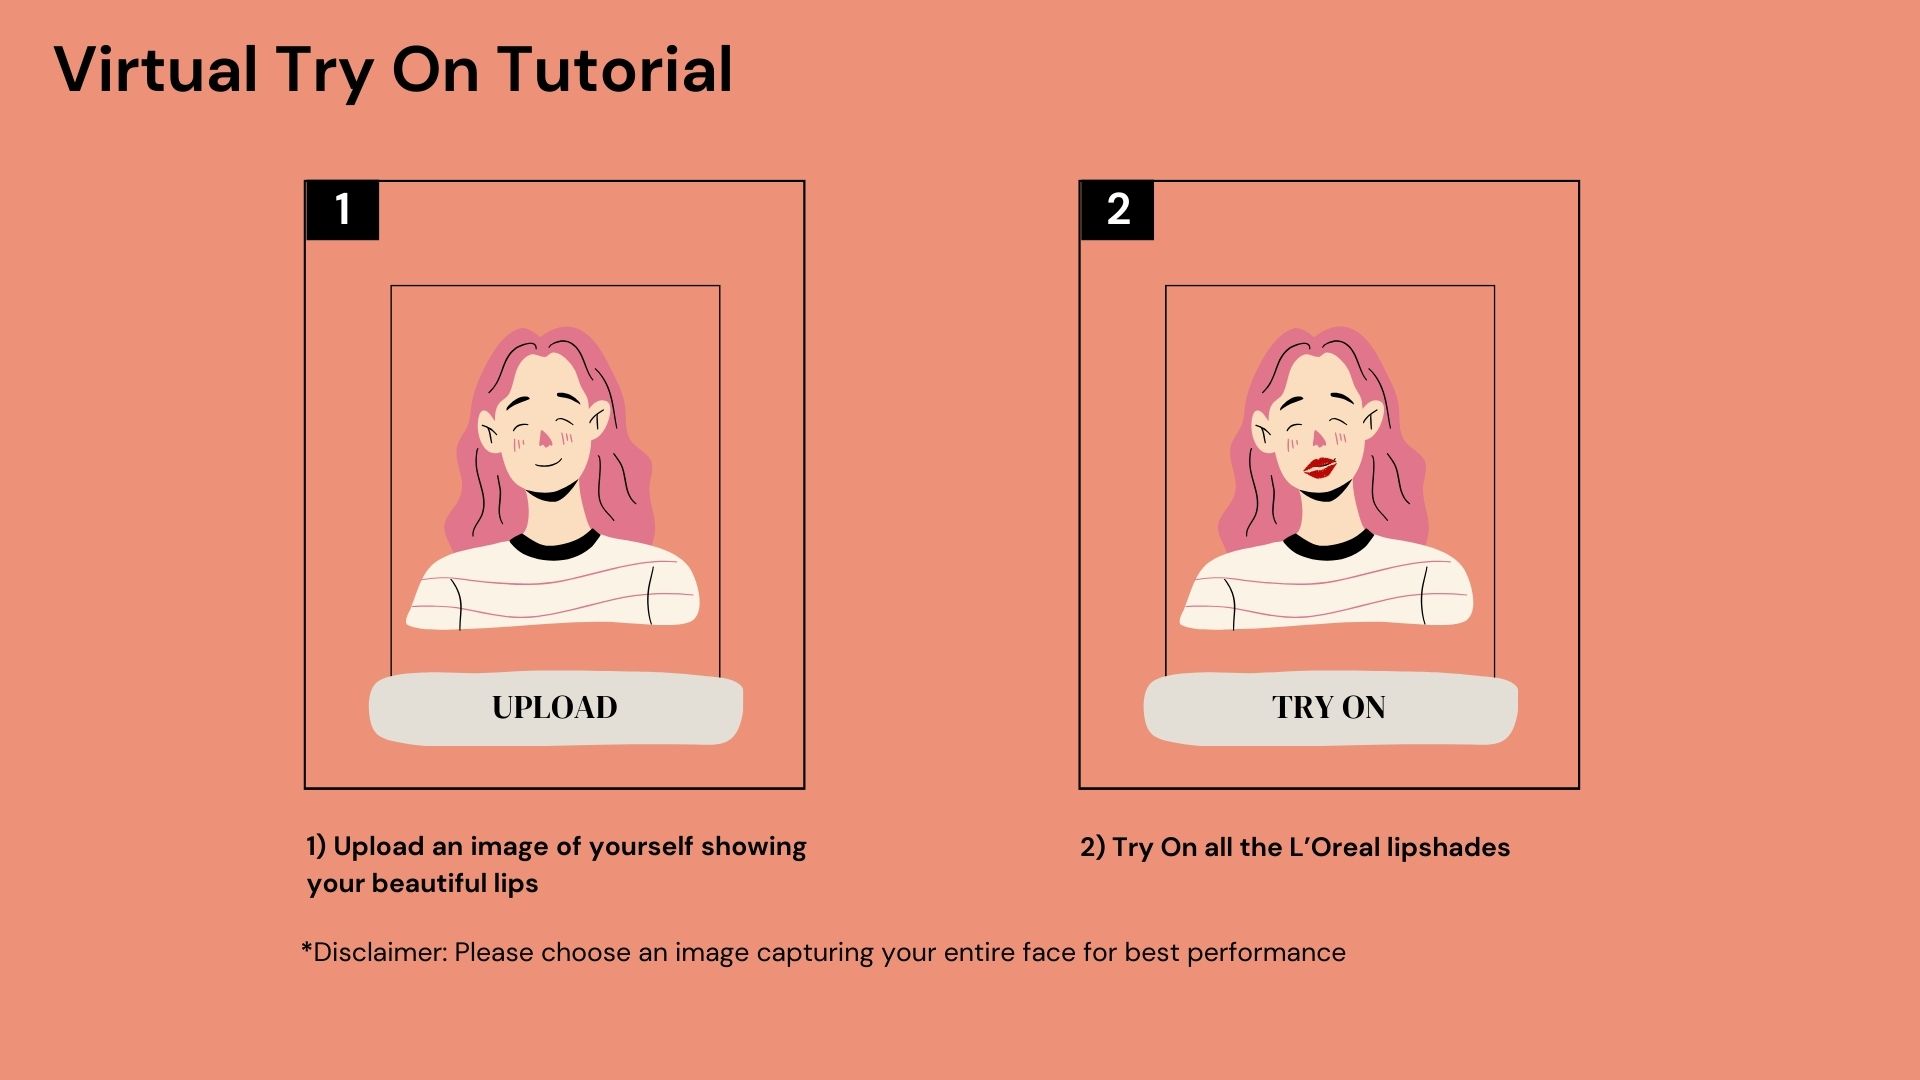 Virtual Try On Tutorial
1
2
UPLOAD
TRY ON
1) Upload an image of yourself showing
your beautiful lips
2) Try On all the L’Oreal lipshades
*Disclaimer: Please choose an image capturing your entire face for best performance